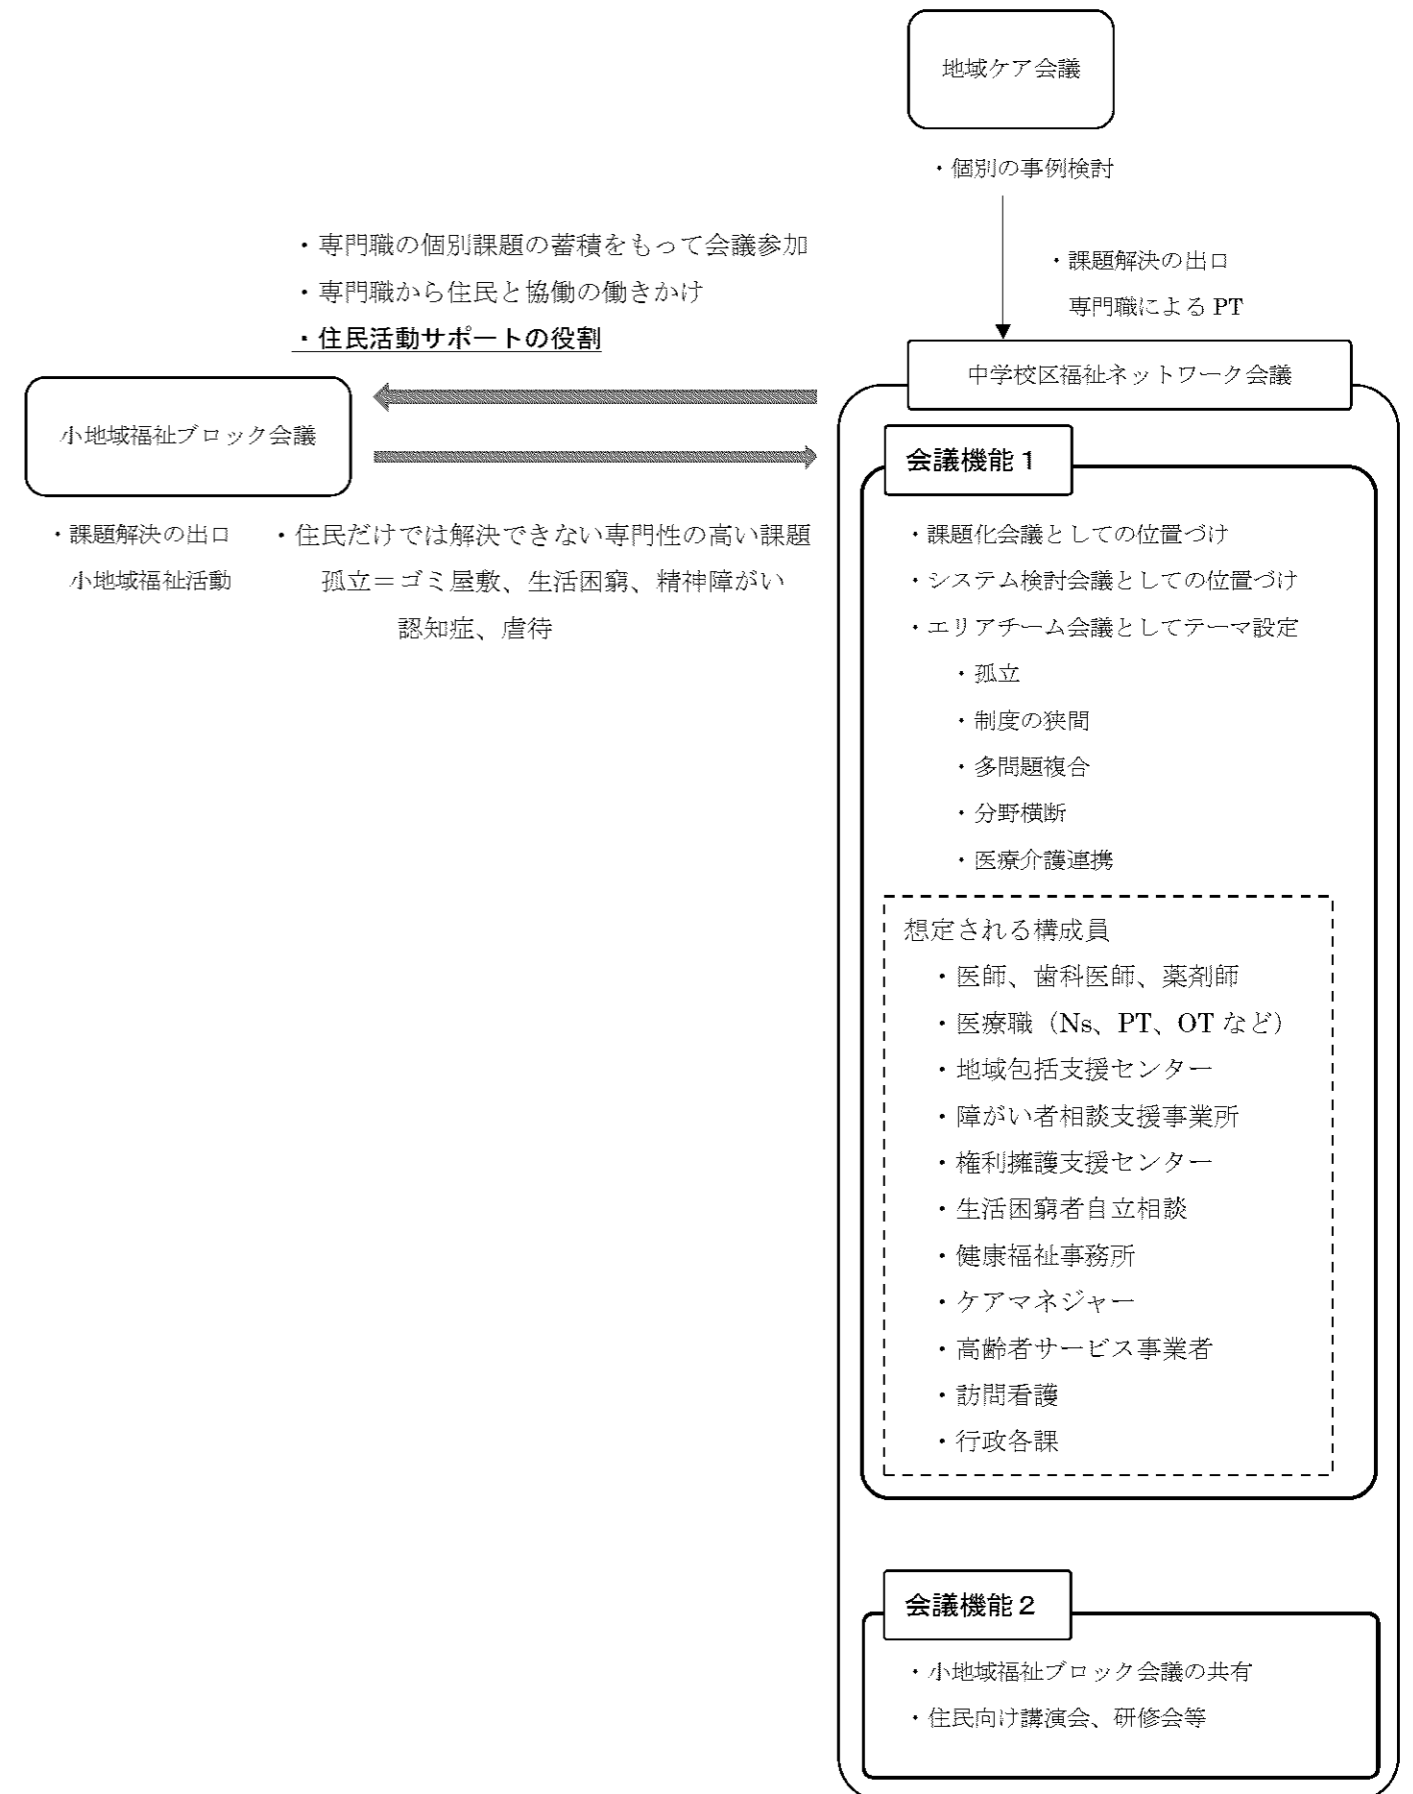 地域ケア会議
・個別の事例検討
・専門職の個別課題の蓄積をもって会議参加
・専門職から住民と協働の働きかけ
・住民活動サポートの役割
・課題解決の出口
専門職による PT
中学校区福祉ネットワーク会議
小地域福祉ブロック会議
・課題解決の出口
小地域福祉活動
・住民だけでは解決できない専門性の高い課題
孤立＝ゴミ屋敷、生活困窮、精神障がい
認知症、虐待
会議機能１
・課題化会議としての位置づけ
・システム検討会議としての位置づけ
・エリアチーム会議としてテーマ設定
・孤立
・制度の狭間
・多問題複合
・分野横断
・医療介護連携
想定される構成員
・医師、歯科医師、薬剤師
・医療職（Ns、PT、OT など）
・地域包括支援センター
・障がい者相談支援事業所
・権利擁護支援センター
・生活困窮者自立相談
・健康福祉事務所
・ケアマネジャー
・高齢者サービス事業者
・訪問看護
・行政各課
会議機能２
・小地域福祉ブロック会議の共有
・住民向け講演会、研修会等